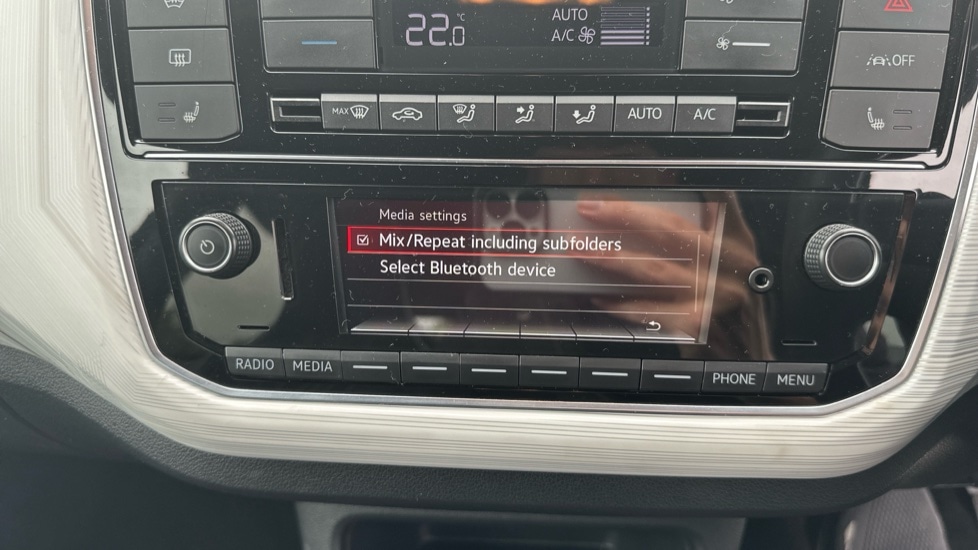 22.0 °C
AUTO
A/C
OFF
MAX
AUTO
A/C
Media settings
Mix/Repeat including subfolders
Select Bluetooth device
RADIO
MEDIA
PHONE
MENU